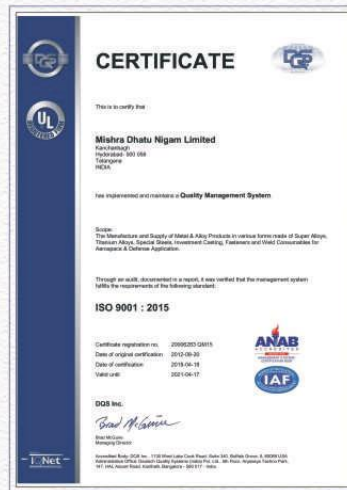 CERTIFICATE
DQS
UL
This is to certify that
Mishra Dhatu Nigam Limited
Kanchanbagh
Hyderabad- 500 058
Telangana
INDIA
has implemented and maintains a Quality Management System
Scope:
The Manufacture and Supply of Metal & Alloy Products in various forms made of Super Alloys,
Titanium Alloys, Special Steels, Investment Casting, Fasteners and Weld Consumables for
Aerospace & Defense Application.
Through an audit, documented in a report, it was verified that the management system
fulfills the requirements of the following standard:
ISO 9001 : 2015
Certificate registration no.
Date of original certification 2012-09-20
Date of certification 2018-04-18
Valid until 2021-04-17
ANAB
ACCREDITED
IAF
DQS Inc.
Brad McGuire
Managing Director
IQNet